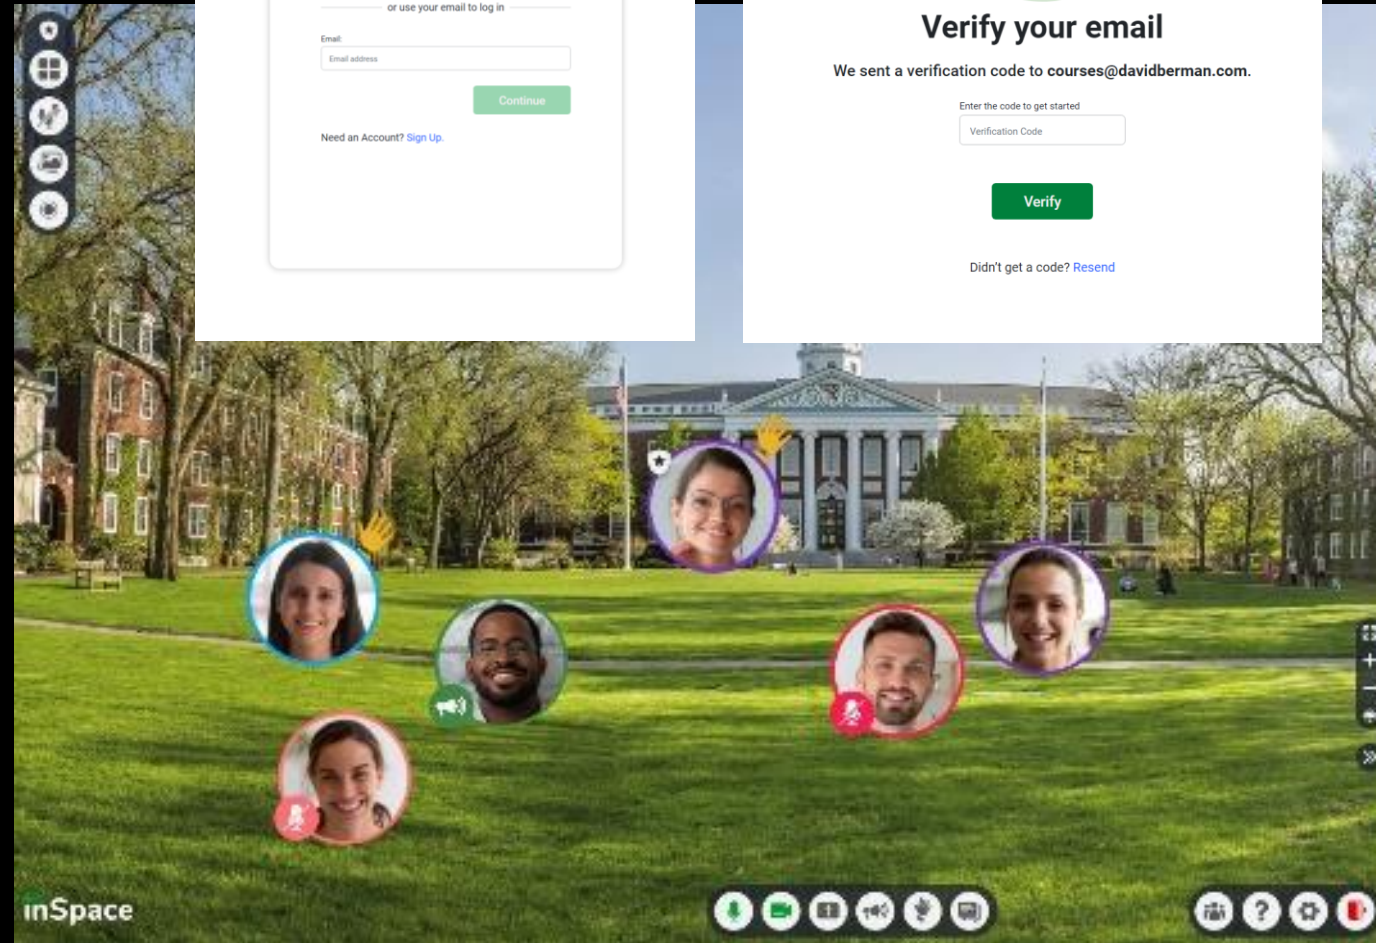 or use your email to log in
Email:
Email address
Continue
Need an Account? Sign Up.
Verify your email
We sent a verification code to courses@davidberman.com.
Enter the code to get started
Verification Code
Verify
Didn't get a code? Resend
inSpace